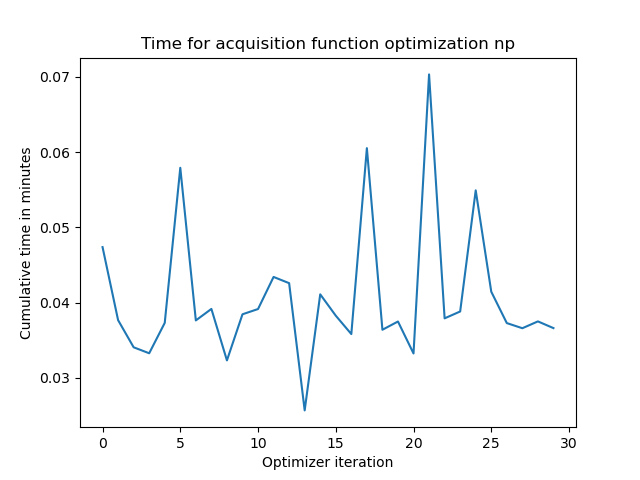 Time for acquisition function optimization np
0.07
0.06
0.05
0.04
0.03
Cumulative time in minutes
0 5 10 15 20 25 30
Optimizer iteration